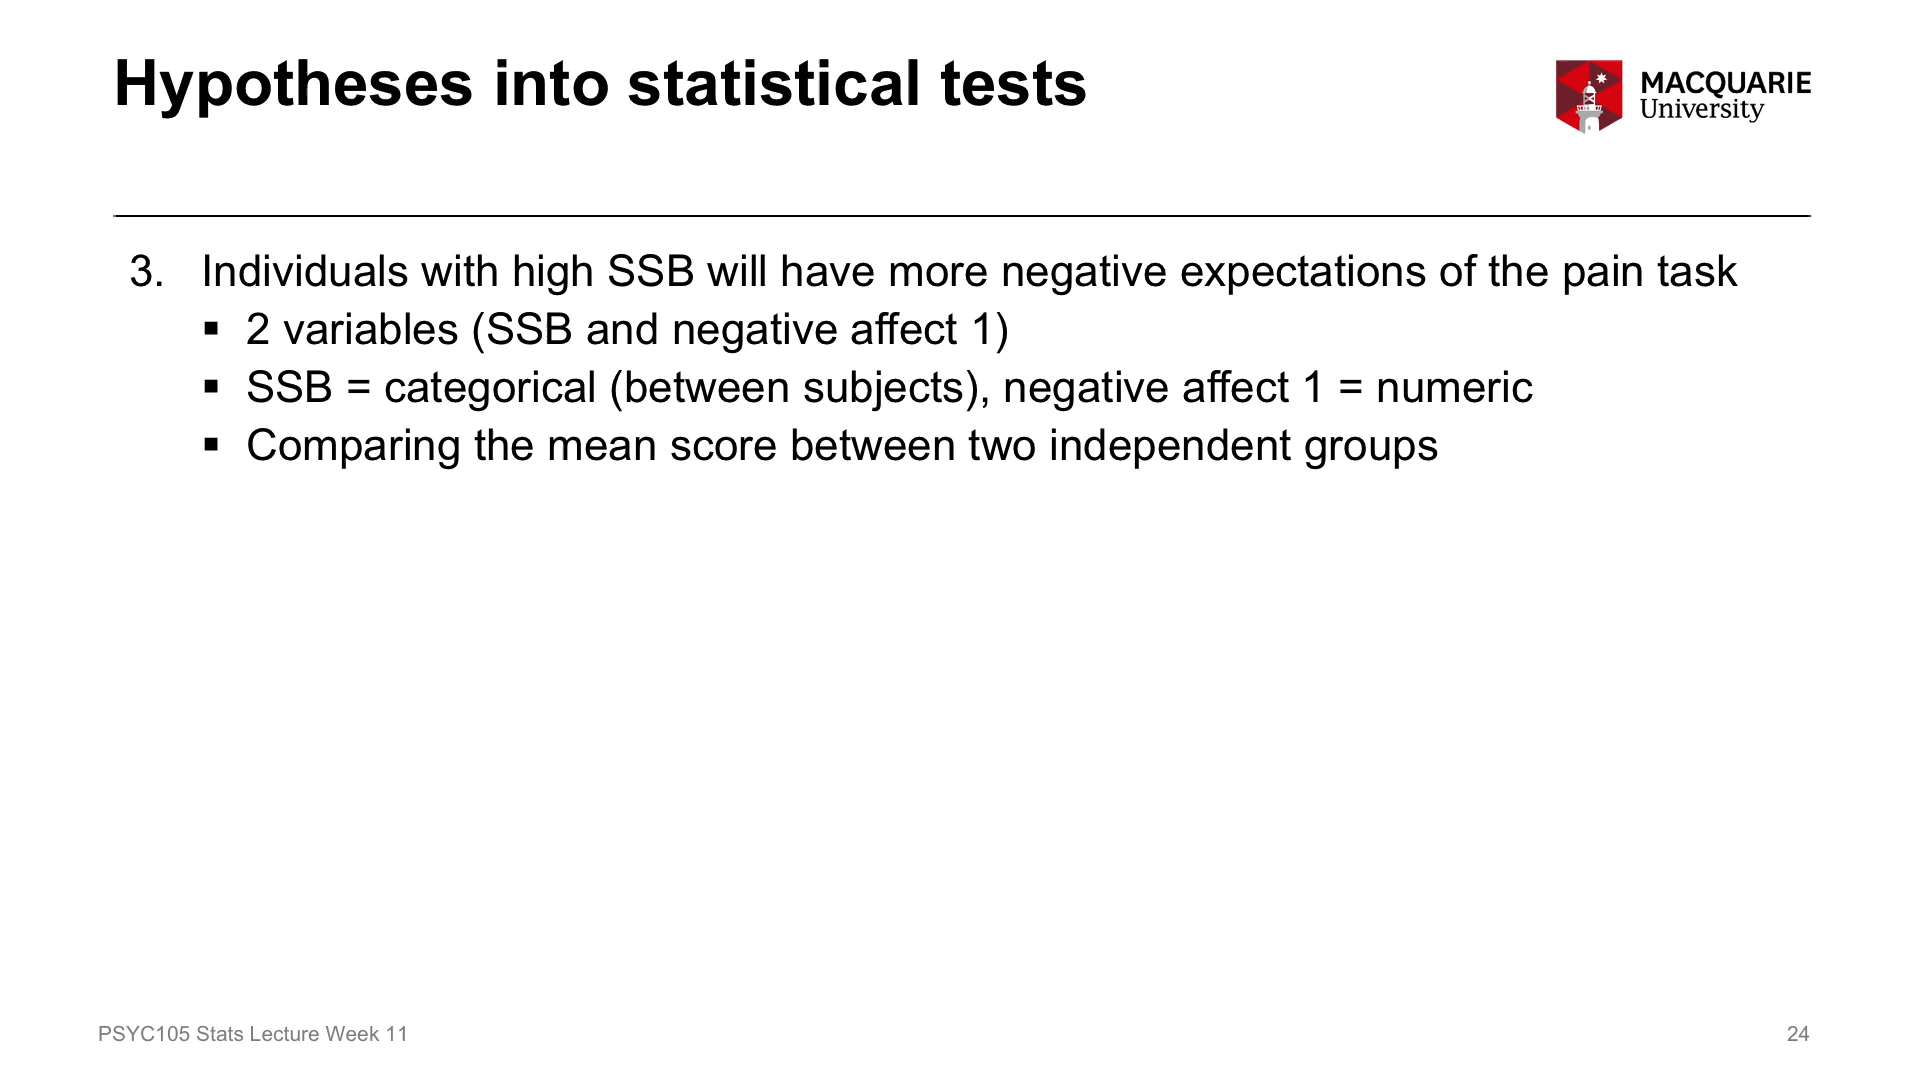 Hypotheses into statistical tests
MACQUARIE
University
3. Individuals with high SSB will have more negative expectations of the pain task
▪ 2 variables (SSB and negative affect 1)
▪ SSB = categorical (between subjects), negative affect 1 = numeric
▪ Comparing the mean score between two independent groups
PSYC105 Stats Lecture Week 11
24